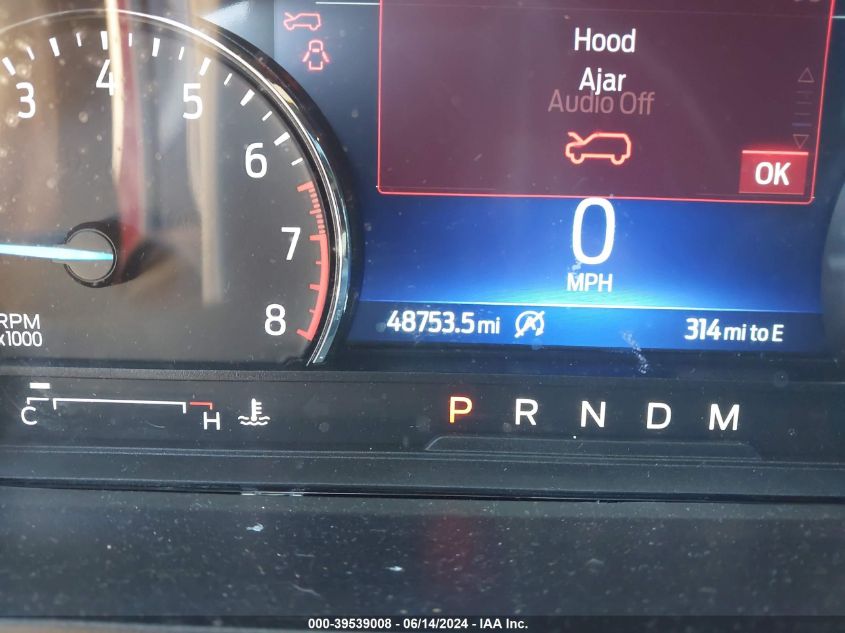 3 4 5 6 7 8
RPM
x1000
Hood
Ajar
Audio Off
OK
0
MPH
48753.5 mi 314 mi to E
C H P R N D M
000-39539008 - 06/14/2024 - IAA Inc.